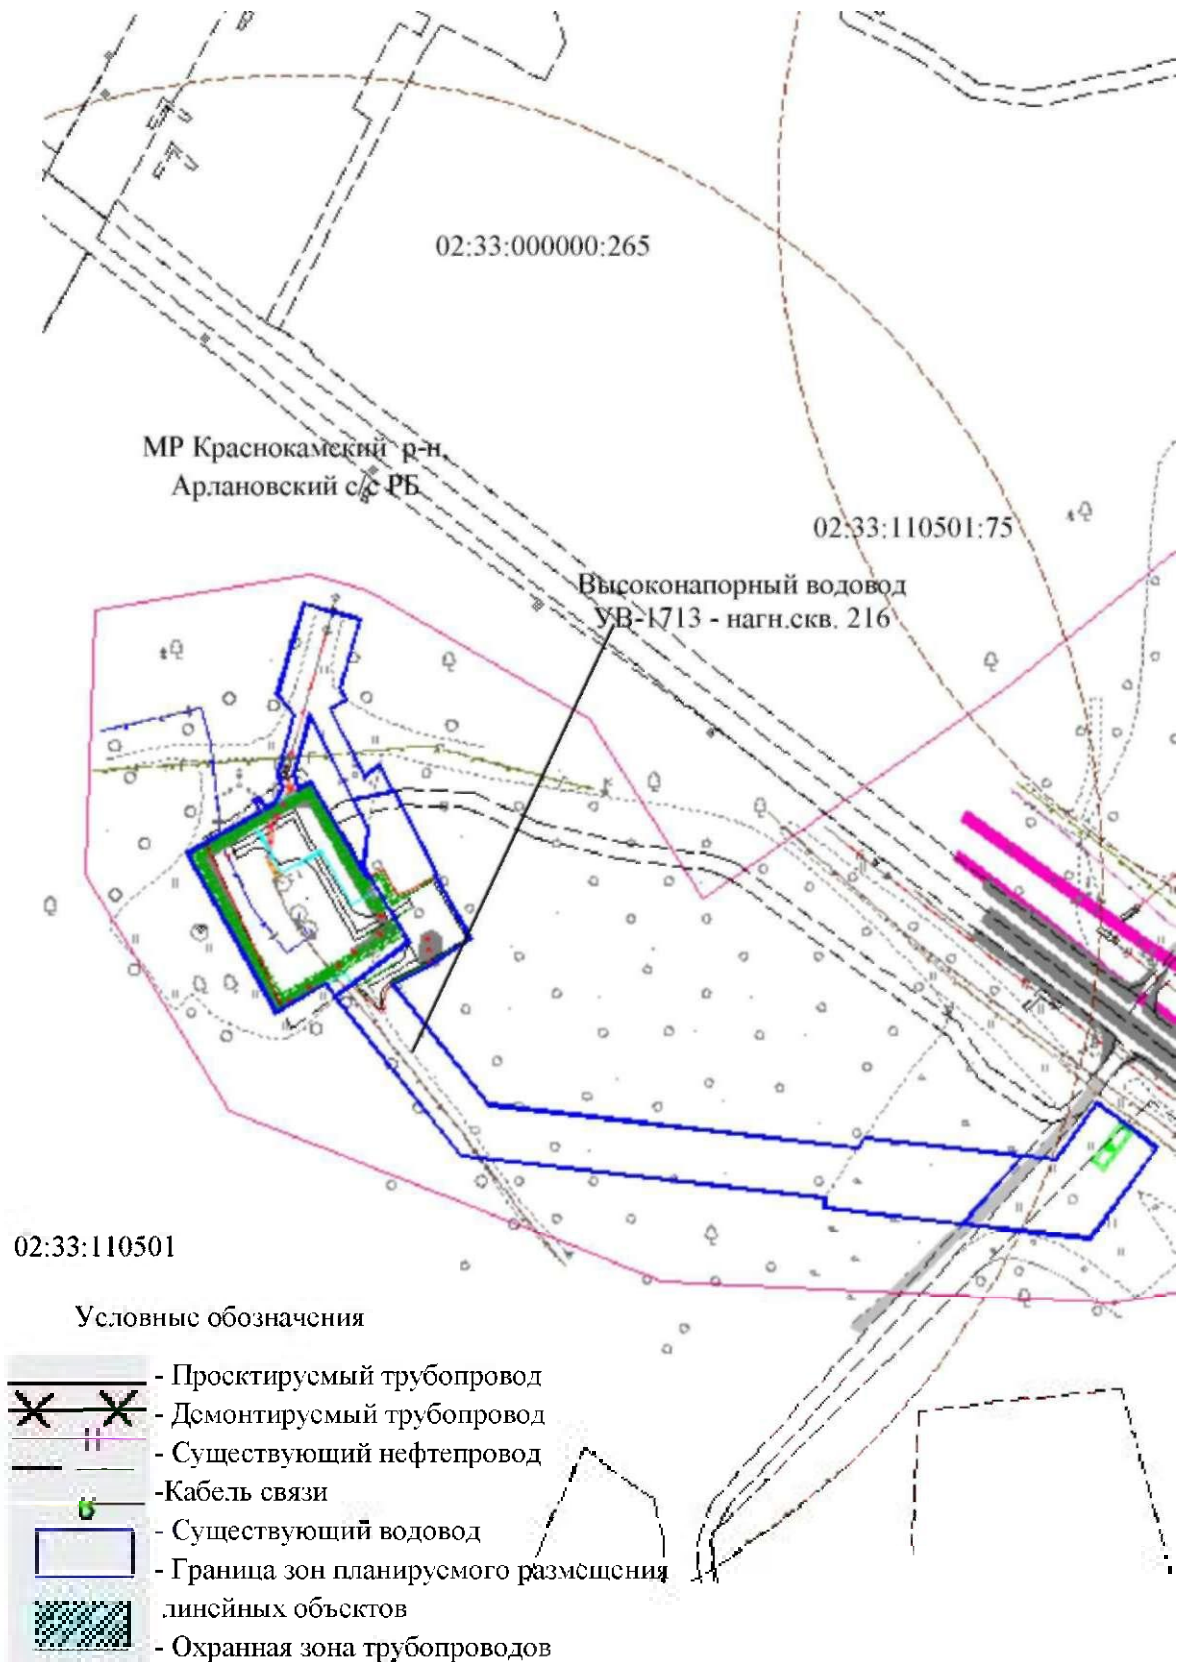 02:33:000000:265
МР Краснокамский р-н,
Арлановский с/с РБ
02:33:110501:75
Высоконапорный водовод
УВ-1713 - нагн.скв. 216
02:33:110501
Условные обозначения
- Проектируемый трубопровод
- Демонтируемый трубопровод
- Существующий нефтепровод
-Кабель связи
- Существующий водовод
- Граница зон планируемого размещения
линейных объектов
- Охранная зона трубопроводов